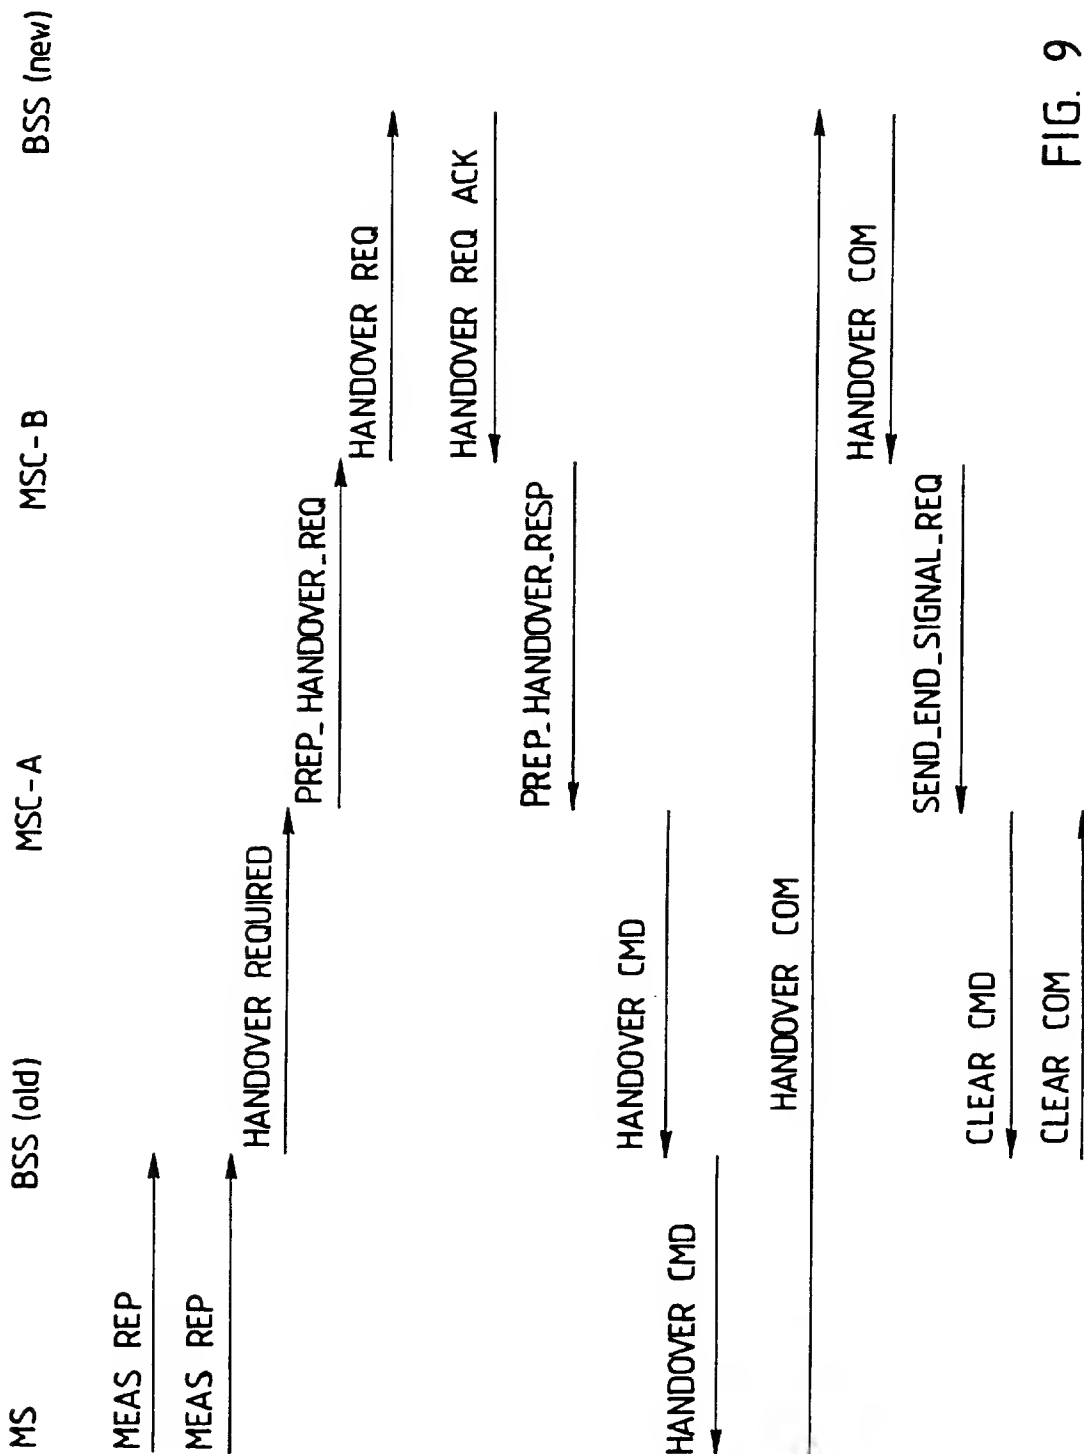 MS BSS (old) MSC-A MSC-B BSS (new)
MEAS REP
MEAS REP
HANDOVER REQUIRED
PREP_HANDOVER_REQ
HANDOVER REQ
HANDOVER REQ ACK
PREP_HANDOVER_RESP
HANDOVER CMD
HANDOVER CMD
HANDOVER COM
HANDOVER COM
SEND_END_SIGNAL_REQ
CLEAR CMD
CLEAR COM
FIG. 9